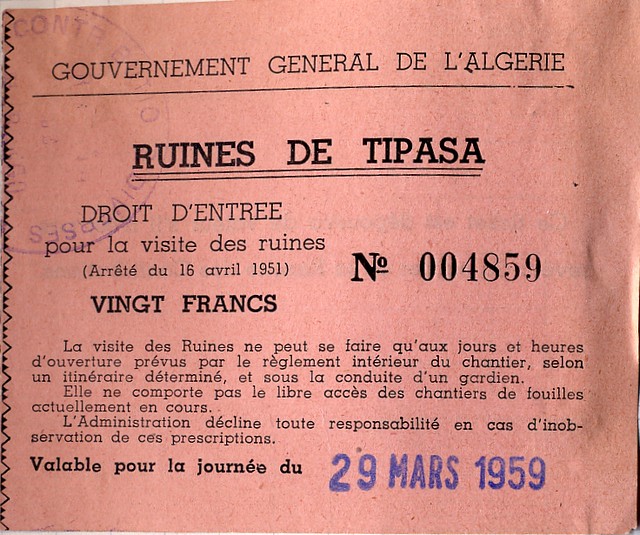 GOUVERNEMENT GENERAL DE L'ALGERIE
RUINES DE TIPASA
DROIT D'ENTREE
pour la visite des ruines
(Arrêté du 16 avril 1951)
VINGT FRANCS
Nº 004859
La visite des Ruines ne peut se faire qu'aux jours et heures
d'ouverture prévus par le règlement intérieur du chantier, selon
un itinéraire déterminé, et sous la conduite d'un gardien.
Elle ne comporte pas le libre accès des chantiers de fouilles
actuellement en cours.
L'Administration décline toute responsabilité en cas d'inob-
servation de ces prescriptions.
Valable pour la journée du 29 MARS 1959
DIVERSES